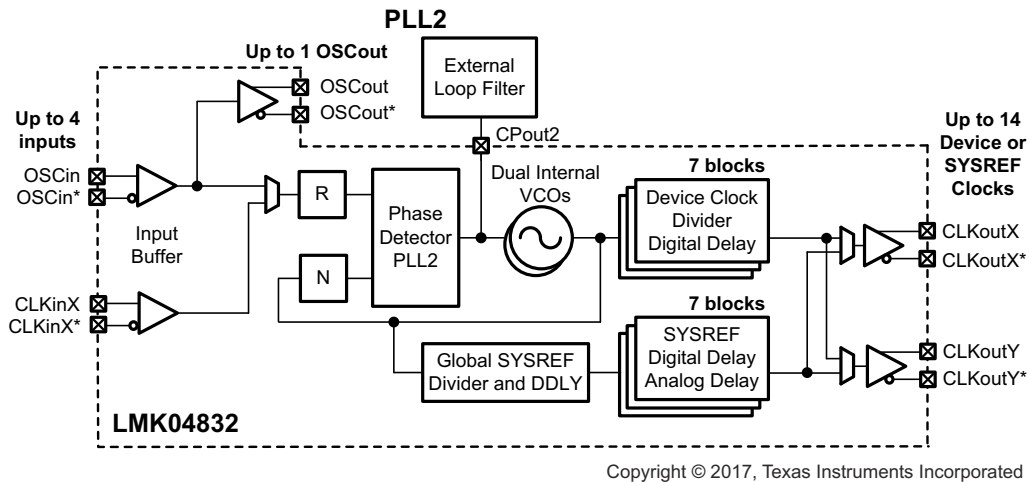 PLL2
Up to 1 OSCout
OSCout
OSCout*
External
Loop Filter
CPout2
Up to 4
inputs
OSCin
OSCin*
Input
Buffer
R
N
Phase
Detector
PLL2
Dual Internal
VCOs
7 blocks
Device Clock
Divider
Digital Delay
Up to 14
Device or
SYSREF
Clocks
CLKoutX
CLKoutX*
CLKinX
CLKinX*
7 blocks
SYSREF
Digital Delay
Analog Delay
Global SYSREF
Divider and DDLY
CLKoutY
CLKoutY*
LMK04832
Copyright © 2017, Texas Instruments Incorporated